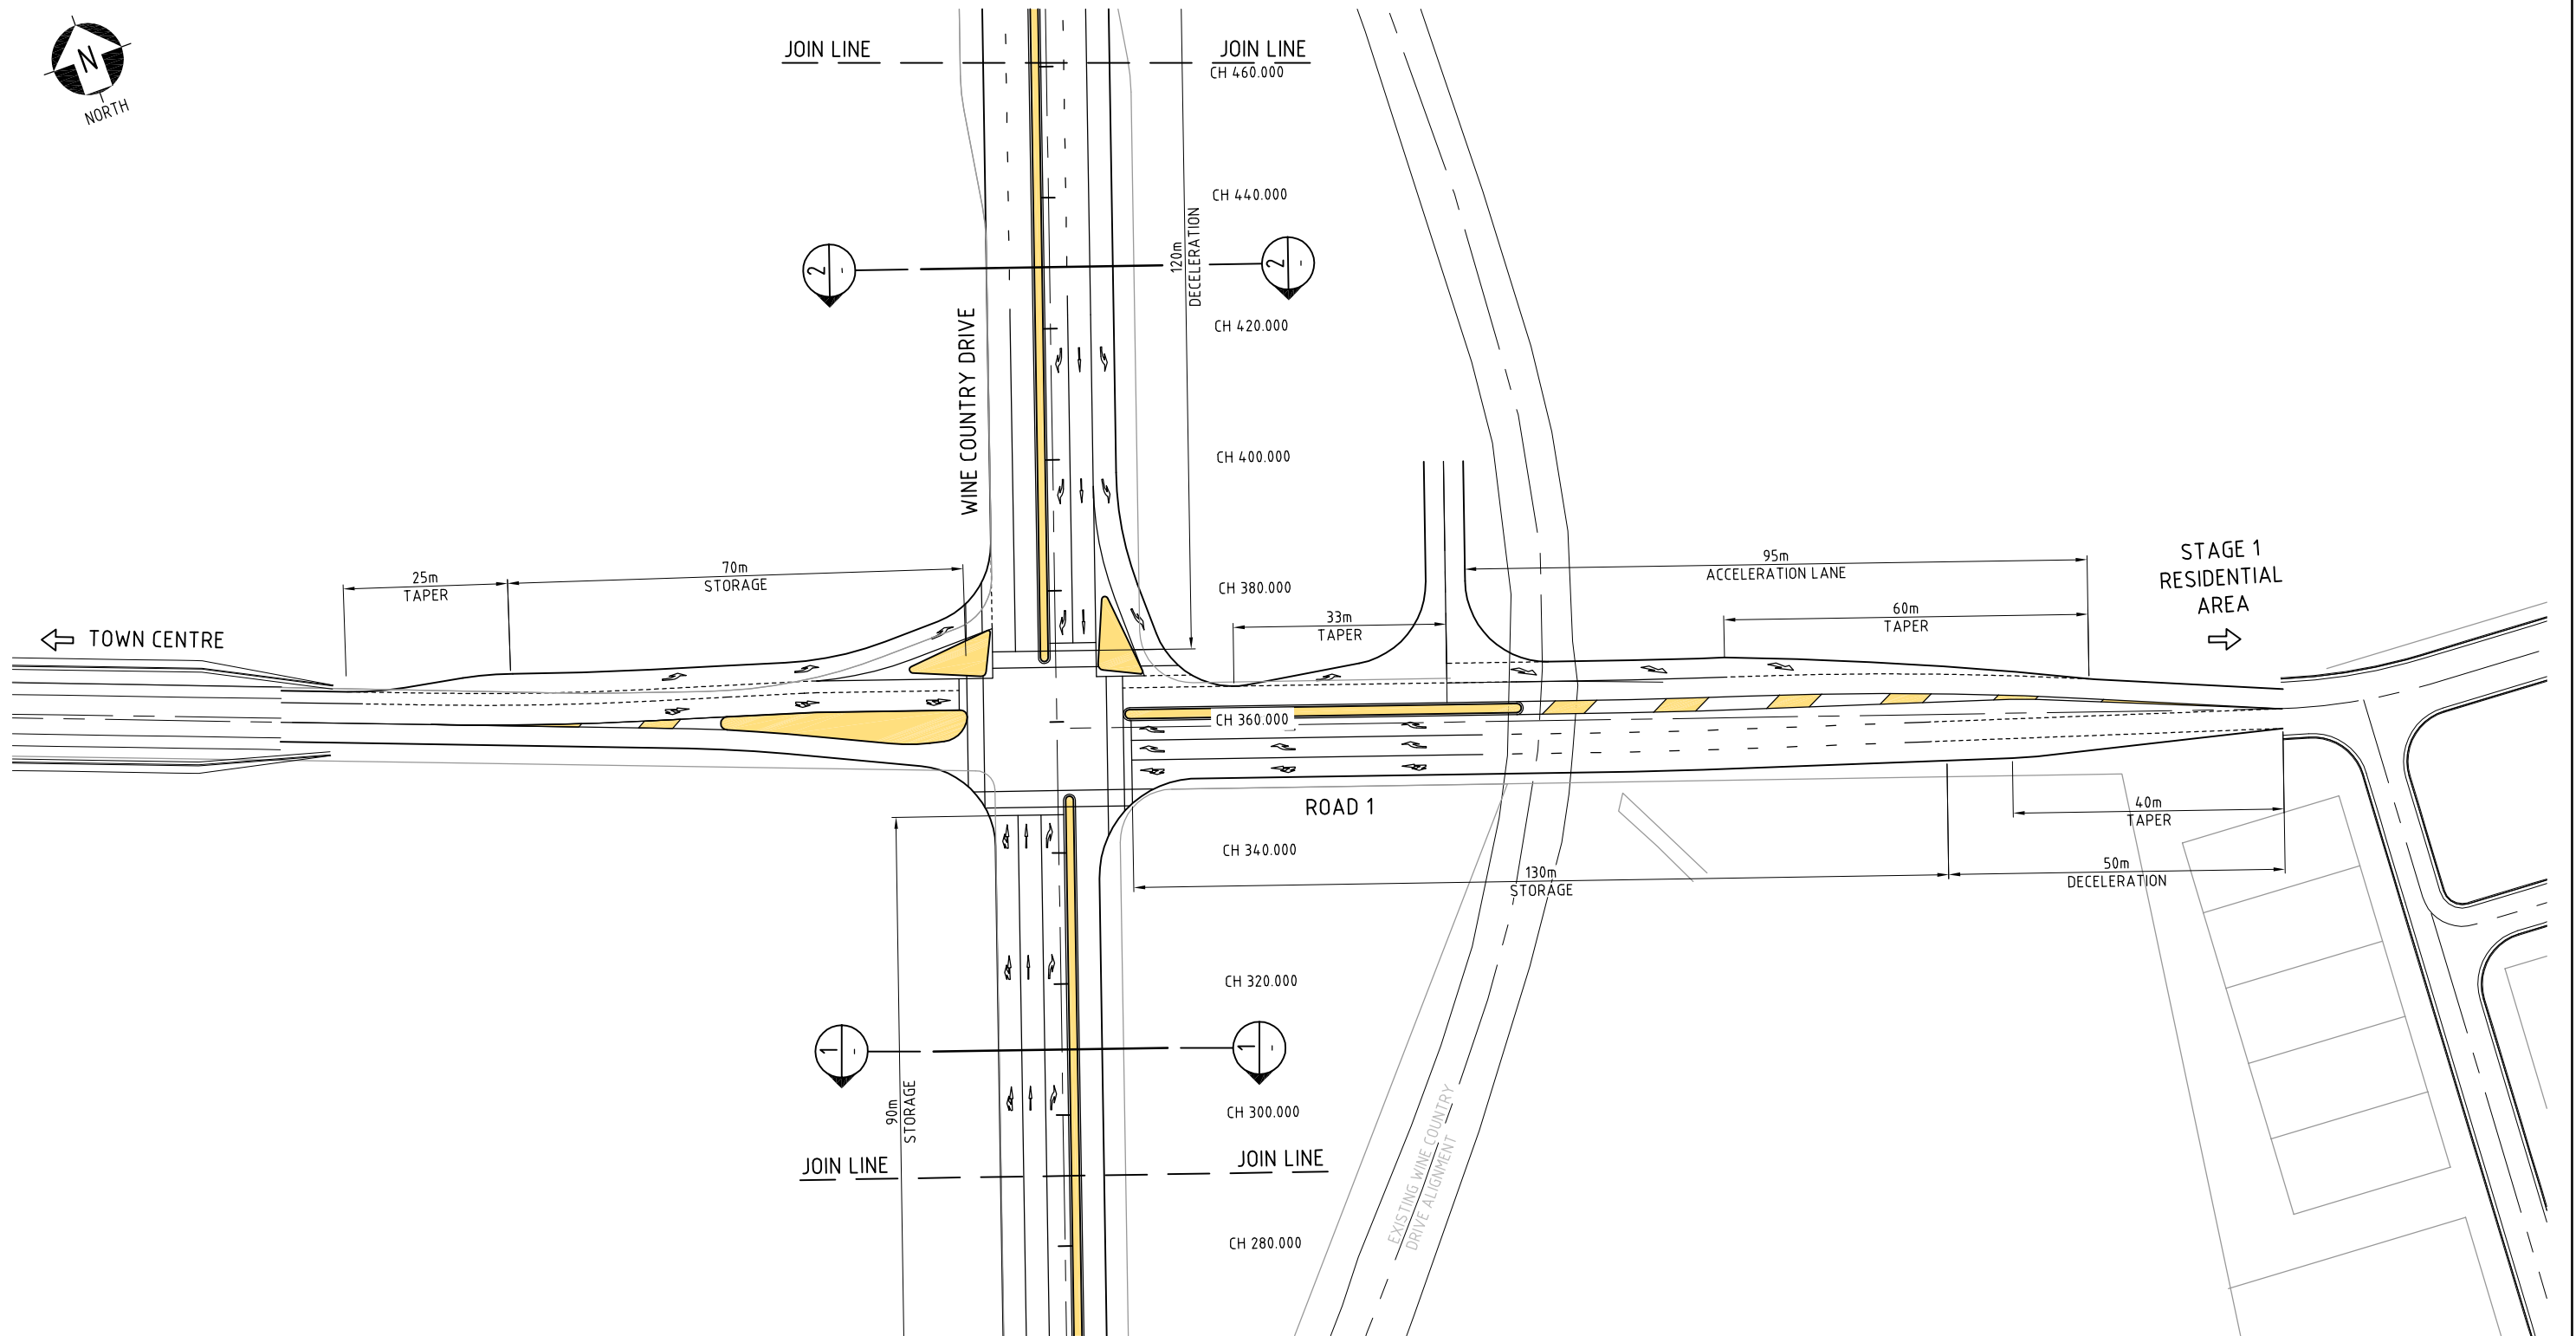 N
NORTH
JOIN LINE
JOIN LINE
CH 460.000
CH 440.000
2
-
2
-
120m
DECELERATION
CH 420.000
WINE COUNTRY DRIVE
CH 400.000
CH 380.000
25m
TAPER
70m
STORAGE
33m
TAPER
95m
ACCELERATION LANE
60m
TAPER
STAGE 1
RESIDENTIAL
AREA
TOWN CENTRE
CH 360.000
ROAD 1
40m
TAPER
CH 340.000
130m
STORAGE
50m
DECELERATION
CH 320.000
1
-
1
-
90m
STORAGE
CH 300.000
JOIN LINE
JOIN LINE
EXISTING WINE COUNTRY
DRIVE ALIGNMENT
CH 280.000